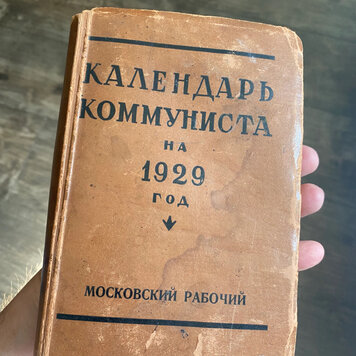 КАЛЕНДАРЬ
КОММУНИСТА
НА
1929
ГОД
МОСКОВСКИЙ РАБОЧИЙ